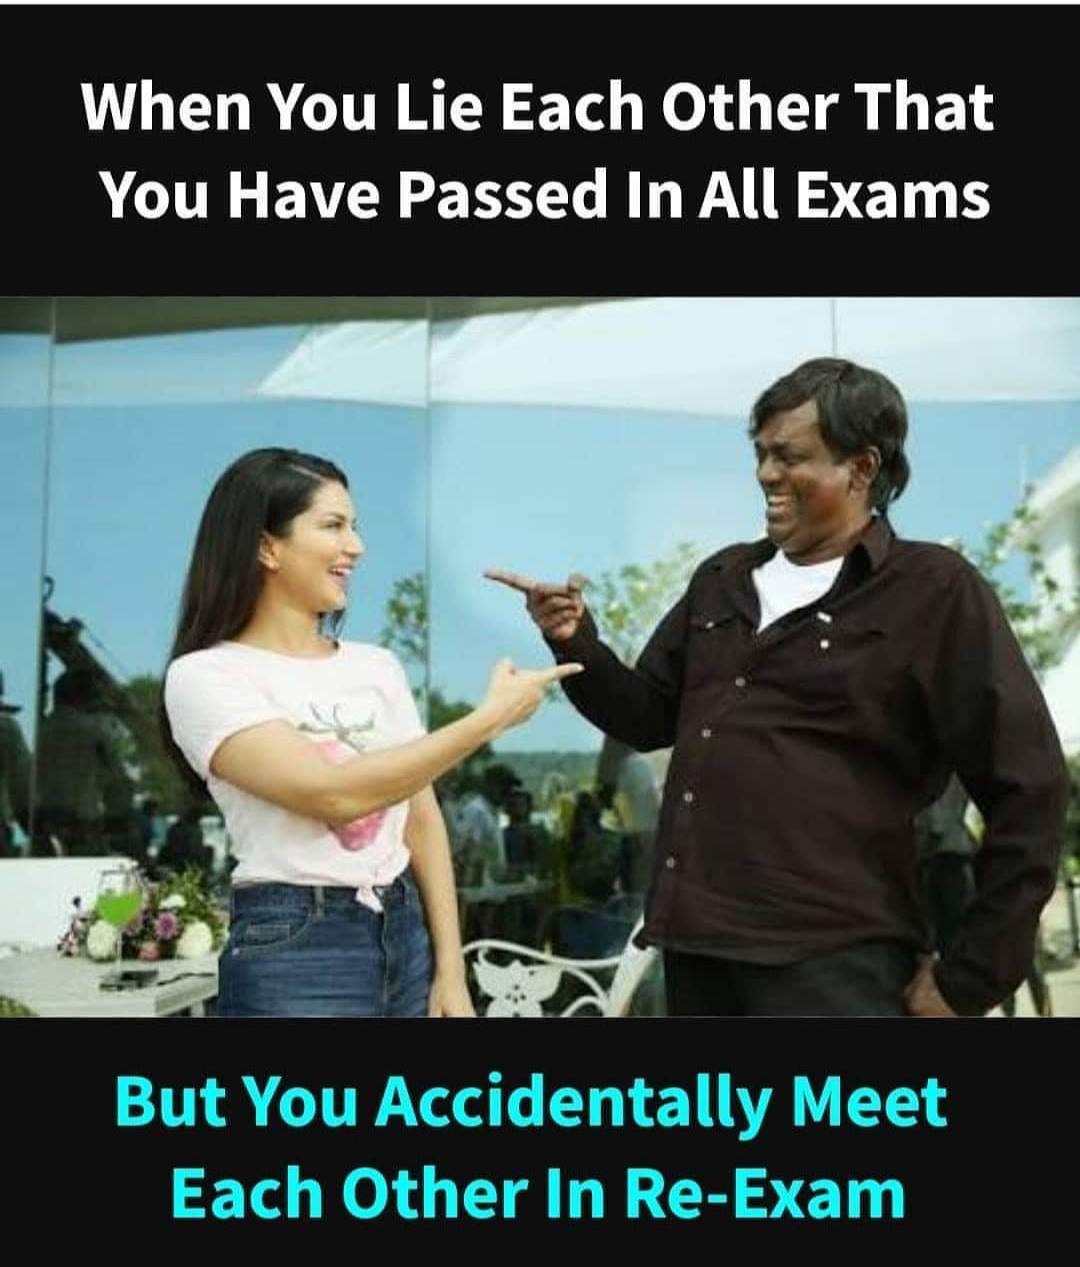 When You Lie Each Other That
You Have Passed In All Exams
But You Accidentally Meet
Each Other In Re-Exam